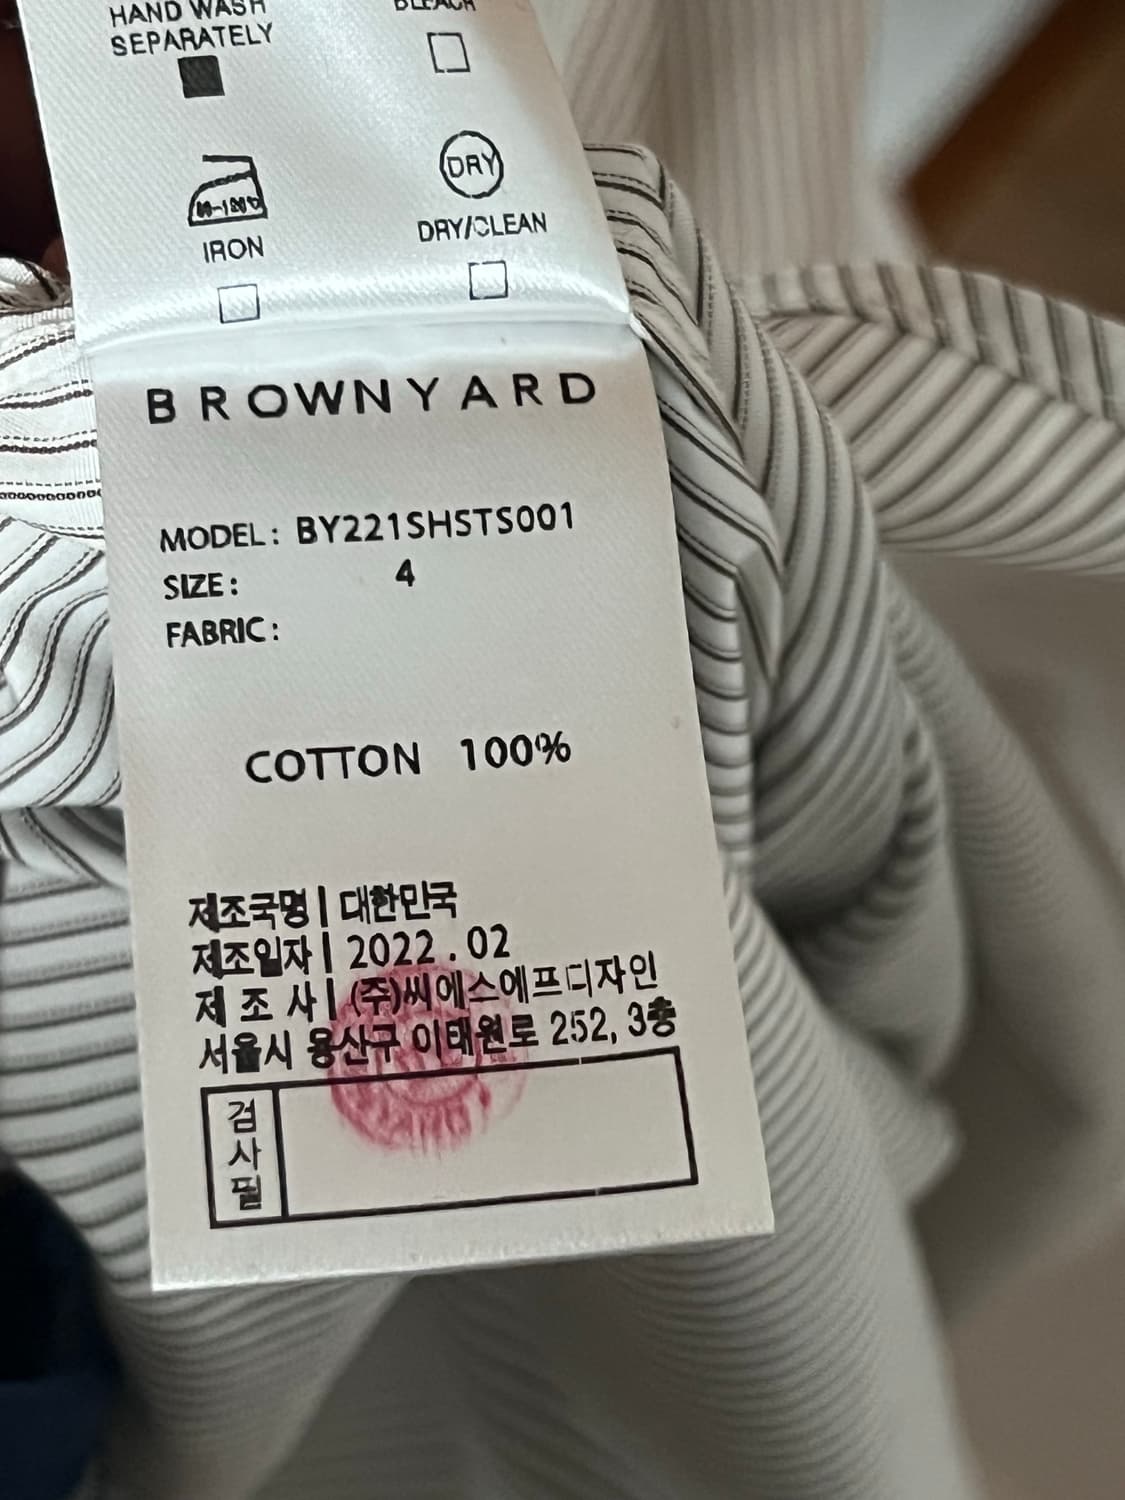 HAND WASH
SEPARATELY
BLEACH
DRY
IRON
DRY/CLEAN
BROWNYARD
MODEL: BY221SHSTS001
SIZE: 4
FABRIC:
COTTON 100%
제조국명 | 대한민국
제조일자 | 2022.02
제 조 사 | (주)씨에스에프디자인
서울시 용산구 이태원로 252, 3층
검사필